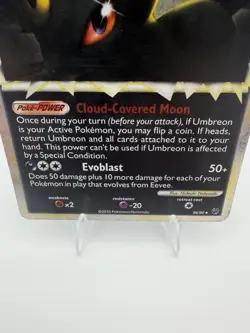 Poké-POWER Cloud-Covered Moon
Once during your turn (before your attack), if Umbreon
is your Active Pokémon, you may flip a coin. If heads,
return Umbreon and all cards attached to it to your
hand. This power can't be used if Umbreon is affected
by a Special Condition.
Evoblast 50+
Does 50 damage plus 10 more damage for each of your
Pokémon in play that evolves from Eevee.
weakness resistance retreat cost
×2 -20
©2010 Pokémon/Nintendo